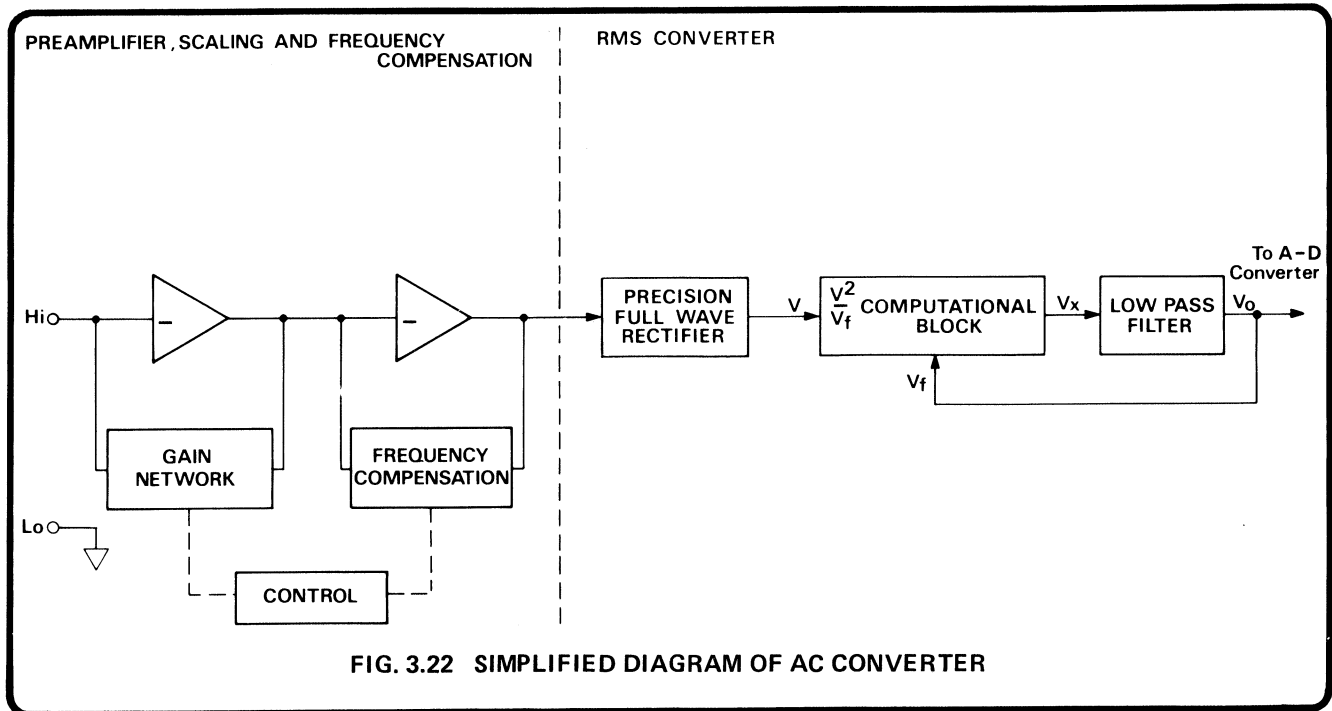 PREAMPLIFIER, SCALING AND FREQUENCY
COMPENSATION
RMS CONVERTER
To A-D
Converter
Hi
PRECISION
FULL WAVE
RECTIFIER
V
V²/Vf COMPUTATIONAL
BLOCK
Vx
LOW PASS
FILTER
Vo
Vf
GAIN
NETWORK
FREQUENCY
COMPENSATION
Lo
CONTROL
FIG. 3.22 SIMPLIFIED DIAGRAM OF AC CONVERTER